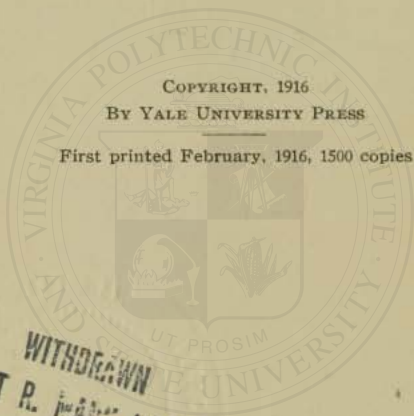 COPYRIGHT, 1916
BY YALE UNIVERSITY PRESS
First printed February, 1916, 1500 copies
VIRGINIA POLYTECHNIC INSTITUTE
AND STATE UNIVERSITY
UT PROSIM
WITHDRAWN